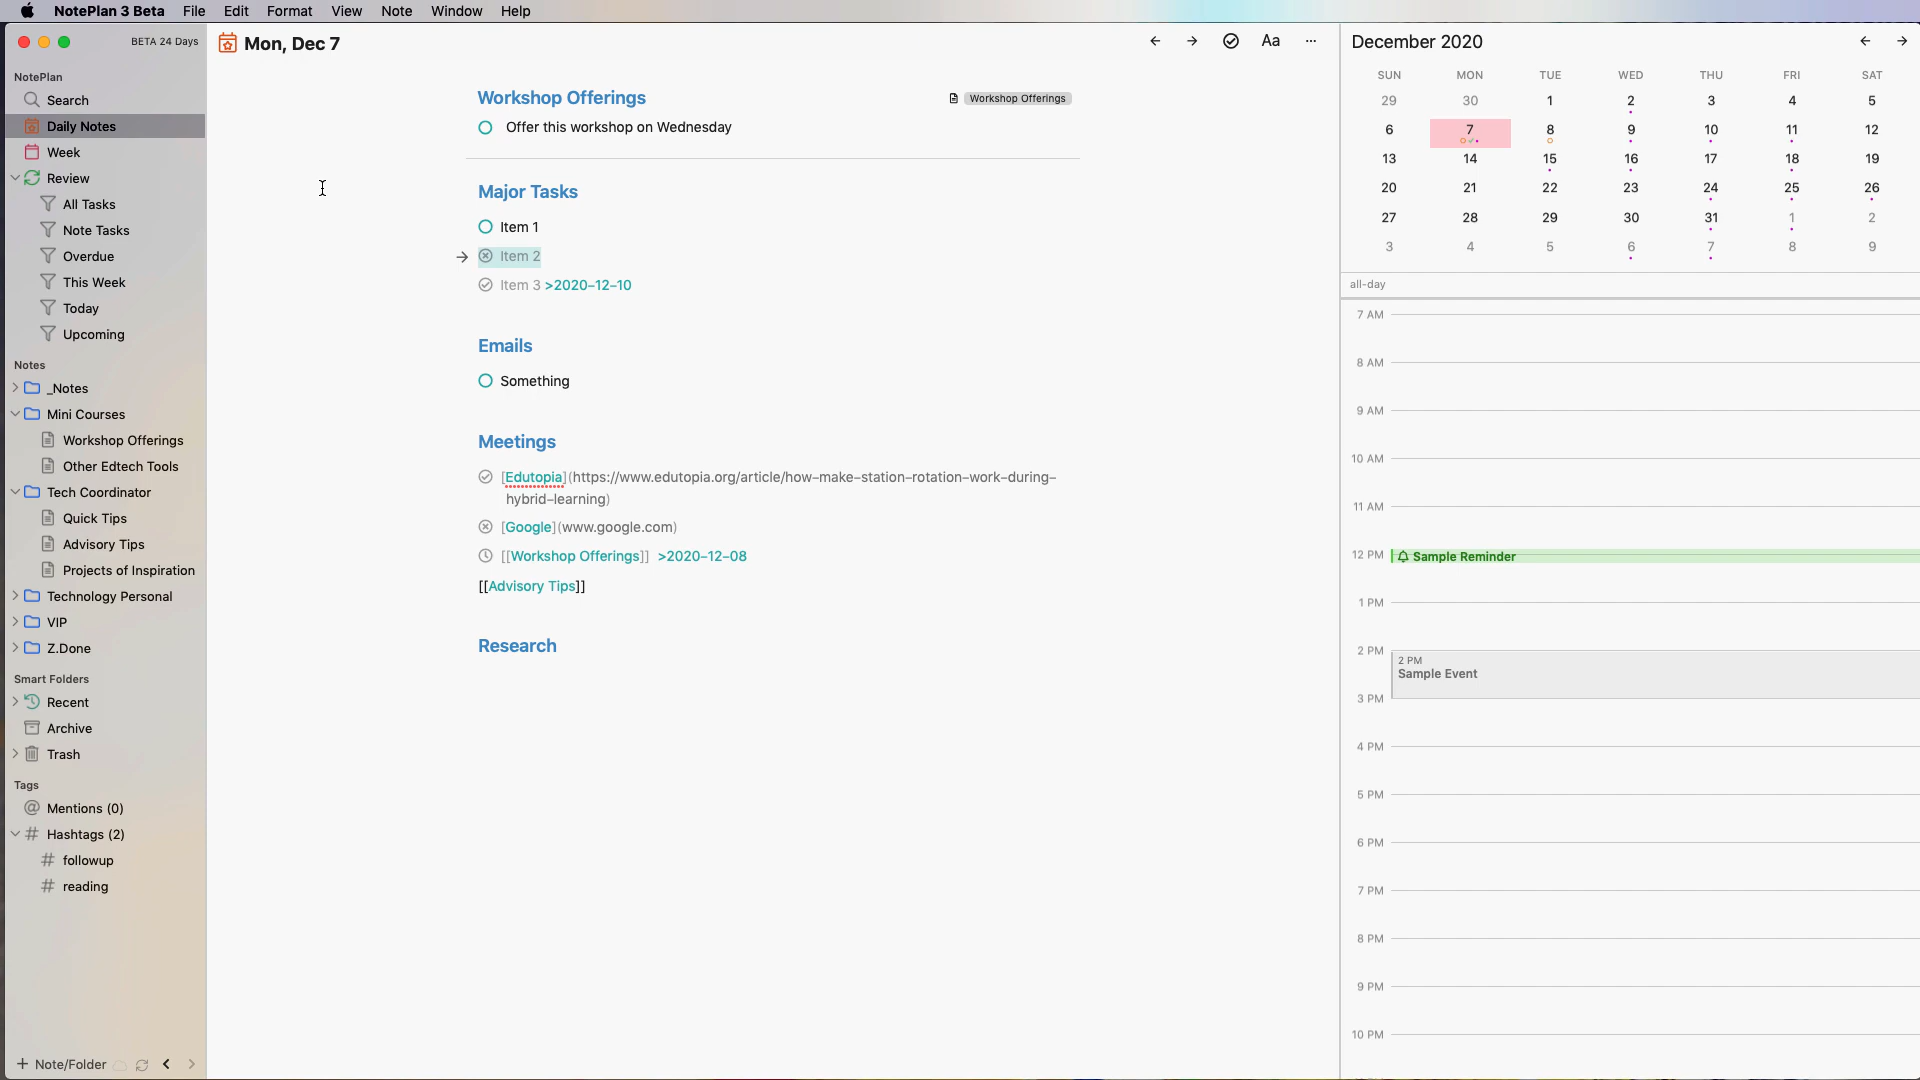 NotePlan 3 Beta File Edit Format View Note Window Help
BETA 24 Days
NotePlan
Search
Daily Notes
Week
Review
All Tasks
Note Tasks
Overdue
This Week
Today
Upcoming
Notes
_Notes
Mini Courses
Workshop Offerings
Other Edtech Tools
Tech Coordinator
Quick Tips
Advisory Tips
Projects of Inspiration
Technology Personal
VIP
Z.Done
Smart Folders
Recent
Archive
Trash
Tags
Mentions (0)
Hashtags (2)
# followup
# reading
+ Note/Folder
Mon, Dec 7
Aa ...
Workshop Offerings
Workshop Offerings
Offer this workshop on Wednesday
Major Tasks
Item 1
Item 2
Item 3 >2020-12-10
Emails
Something
Meetings
[Edutopia](https://www.edutopia.org/article/how-make-station-rotation-work-during-
hybrid-learning)
[Google](www.google.com)
[[Workshop Offerings]] >2020-12-08
[[Advisory Tips]]
Research
December 2020
SUN MON TUE WED THU FRI SAT
29 30 1 2 3 4 5
6 7 8 9 10 11 12
13 14 15 16 17 18 19
20 21 22 23 24 25 26
27 28 29 30 31 1 2
3 4 5 6 7 8 9
all-day
7 AM
8 AM
9 AM
10 AM
11 AM
12 PM Sample Reminder
1 PM
2 PM
2 PM
Sample Event
3 PM
4 PM
5 PM
6 PM
7 PM
8 PM
9 PM
10 PM